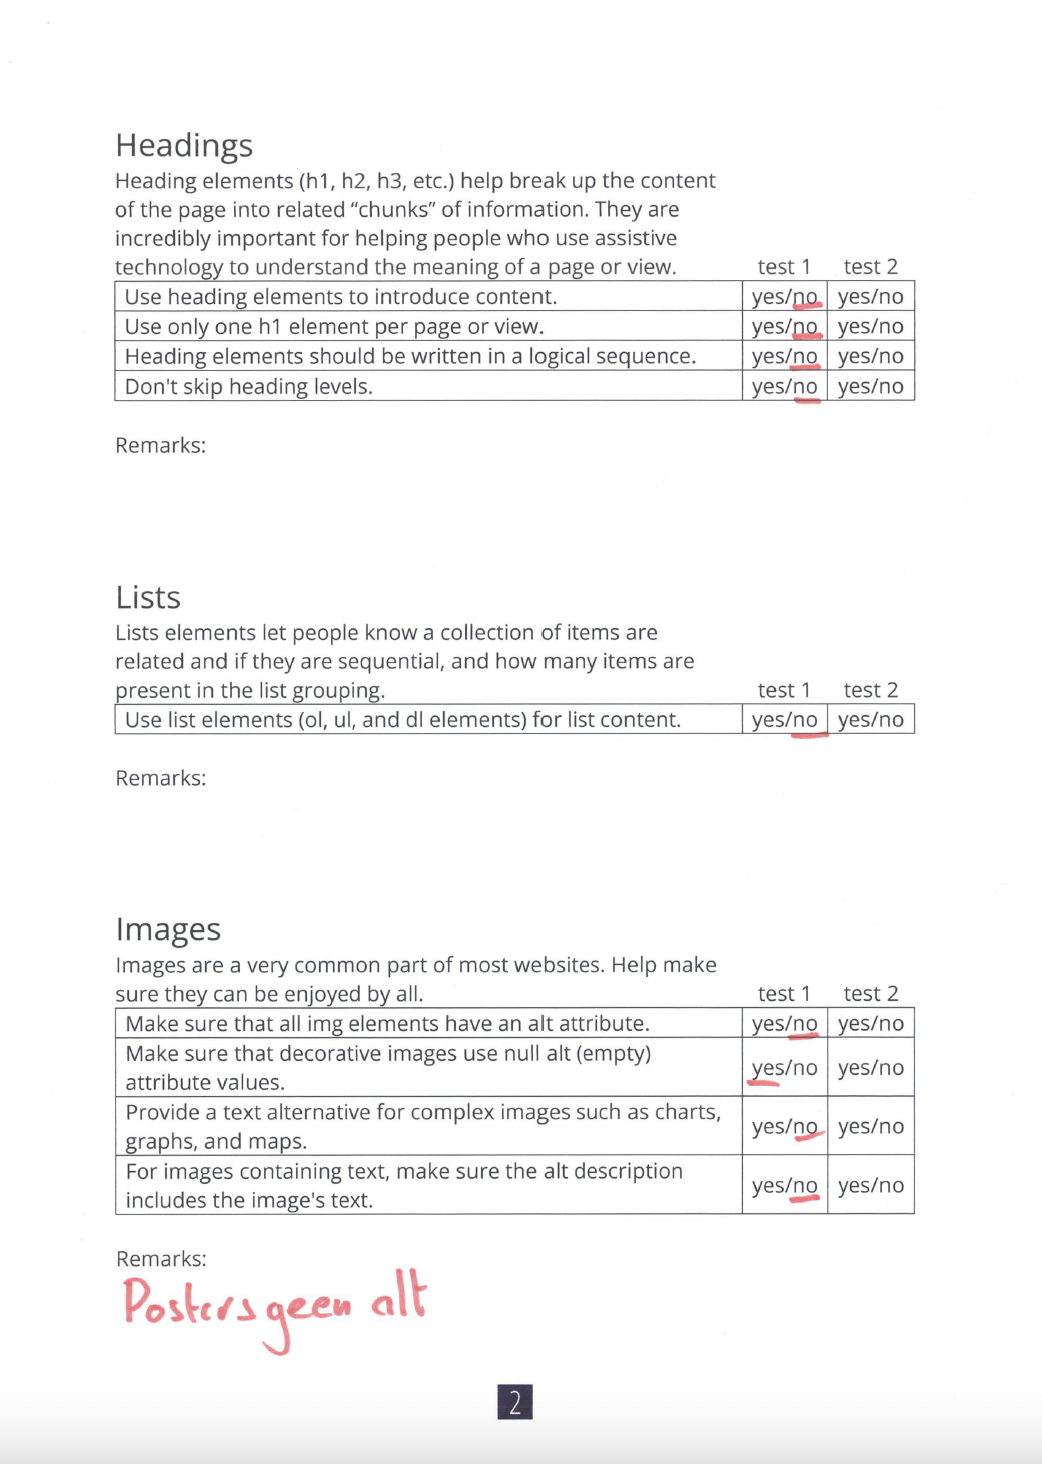 Headings
Heading elements (h1, h2, h3, etc.) help break up the content
of the page into related “chunks” of information. They are
incredibly important for helping people who use assistive
technology to understand the meaning of a page or view. test 1 test 2
Use heading elements to introduce content. yes/no yes/no
Use only one h1 element per page or view. yes/no yes/no
Heading elements should be written in a logical sequence. yes/no yes/no
Don't skip heading levels. yes/no yes/no
Remarks:
Lists
Lists elements let people know a collection of items are
related and if they are sequential, and how many items are
present in the list grouping. test 1 test 2
Use list elements (ol, ul, and dl elements) for list content. yes/no yes/no
Remarks:
Images
Images are a very common part of most websites. Help make
sure they can be enjoyed by all. test 1 test 2
Make sure that all img elements have an alt attribute. yes/no yes/no
Make sure that decorative images use null alt (empty)
attribute values. yes/no yes/no
Provide a text alternative for complex images such as charts,
graphs, and maps. yes/no yes/no
For images containing text, make sure the alt description
includes the image's text. yes/no yes/no
Remarks:
Posters geen alt
2